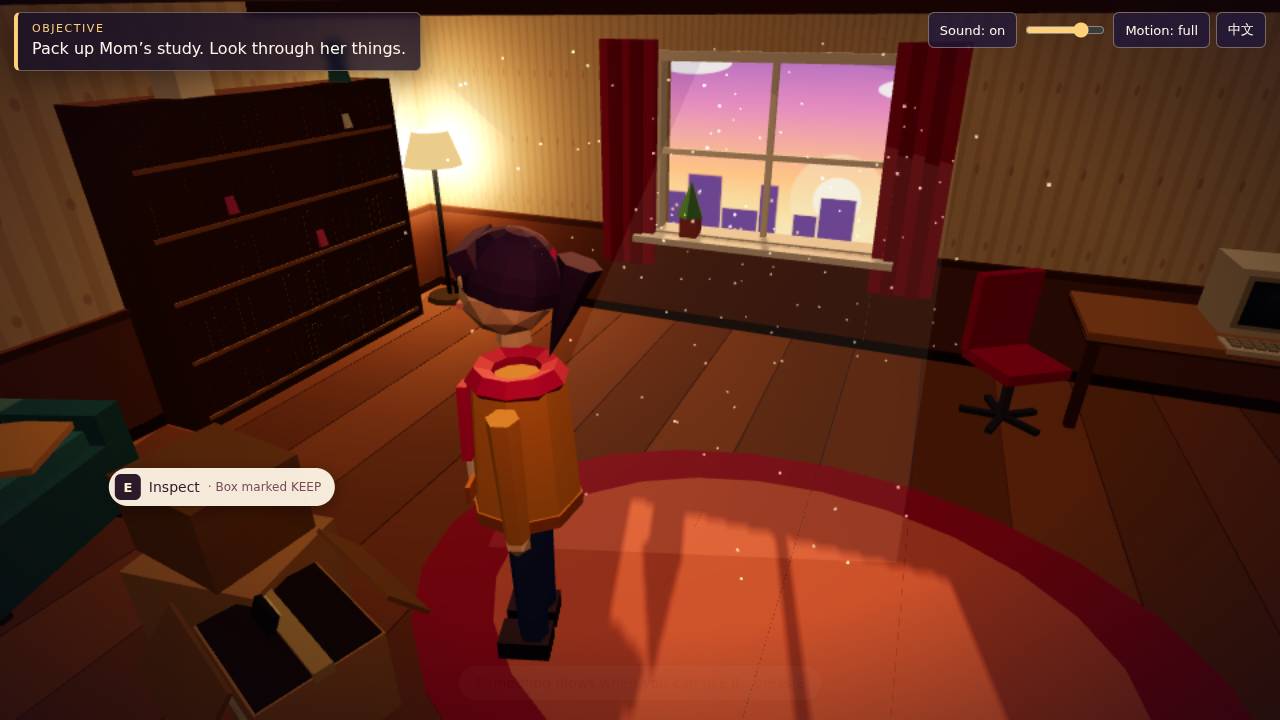 OBJECTIVE
Pack up Mom’s study. Look through her things.
Sound: on
Motion: full
中文
E Inspect · Box marked KEEP